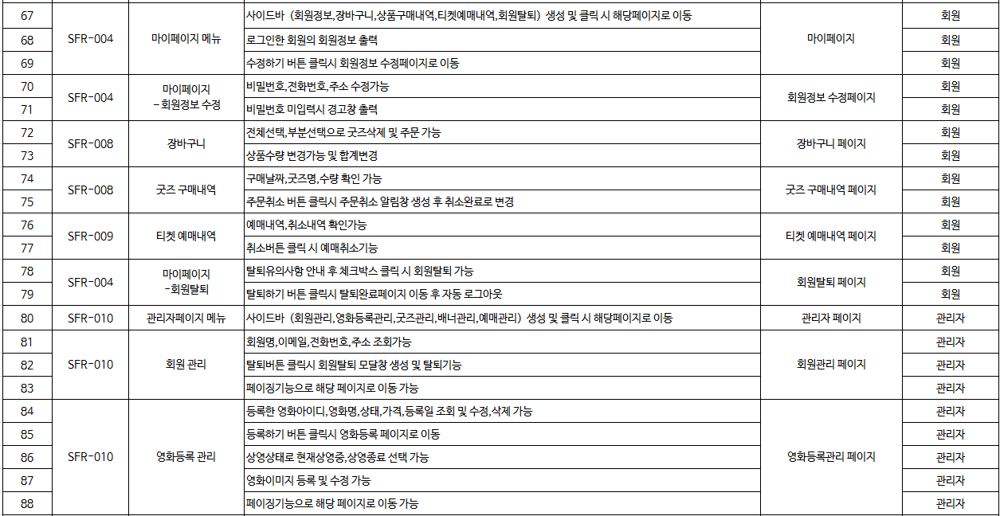 67 SFR-004 마이페이지 메뉴 사이드바 (회원정보,장바구니,상품구매내역,티켓예매내역,회원탈퇴) 생성 및 클릭 시 해당페이지로 이동 마이페이지 회원
68 로그인한 회원의 회원정보 출력 회원
69 수정하기 버튼 클릭시 회원정보 수정페이지로 이동 회원
70 SFR-004 마이페이지 비밀번호,전화번호,주소 수정가능 회원정보 수정페이지 회원
71 -회원정보 수정 비밀번호 미입력시 경고창 출력 회원
72 SFR-008 장바구니 전체선택,부분선택으로 굿즈삭제 및 주문 가능 장바구니 페이지 회원
73 상품수량 변경가능 및 합계변경 회원
74 SFR-008 굿즈 구매내역 구매날짜,굿즈명,수량 확인 가능 굿즈 구매내역 페이지 회원
75 주문취소 버튼 클릭시 주문취소 알림창 생성 후 취소완료로 변경 회원
76 SFR-009 티켓 예매내역 예매내역,취소내역 확인가능 티켓 예매내역 페이지 회원
77 취소버튼 클릭 시 예매취소기능 회원
78 SFR-004 마이페이지 탈퇴유의사항 안내 후 체크박스 클릭 시 회원탈퇴 가능 회원탈퇴 페이지 회원
79 -회원탈퇴 탈퇴하기 버튼 클릭시 탈퇴완료페이지 이동 후 자동 로그아웃 회원
80 SFR-010 관리자페이지 메뉴 사이드바 (회원관리,영화등록관리,굿즈관리,배너관리,예매관리) 생성 및 클릭 시 해당페이지로 이동 관리자 페이지 관리자
81 SFR-010 회원 관리 회원명,이메일,전화번호,주소 조회가능 회원관리 페이지 관리자
82 탈퇴버튼 클릭시 회원탈퇴 모달창 생성 및 탈퇴기능 관리자
83 페이징기능으로 해당 페이지로 이동 가능 관리자
84 SFR-010 영화등록 관리 등록한 영화아이디,영화명,상태,가격,등록일 조회 및 수정,삭제 가능 영화등록관리 페이지 관리자
85 등록하기 버튼 클릭시 영화등록 페이지로 이동 관리자
86 상영상태로 현재상영중,상영종료 선택 가능 관리자
87 영화이미지 등록 및 수정 가능 관리자
88 페이징기능으로 해당 페이지로 이동 가능 관리자